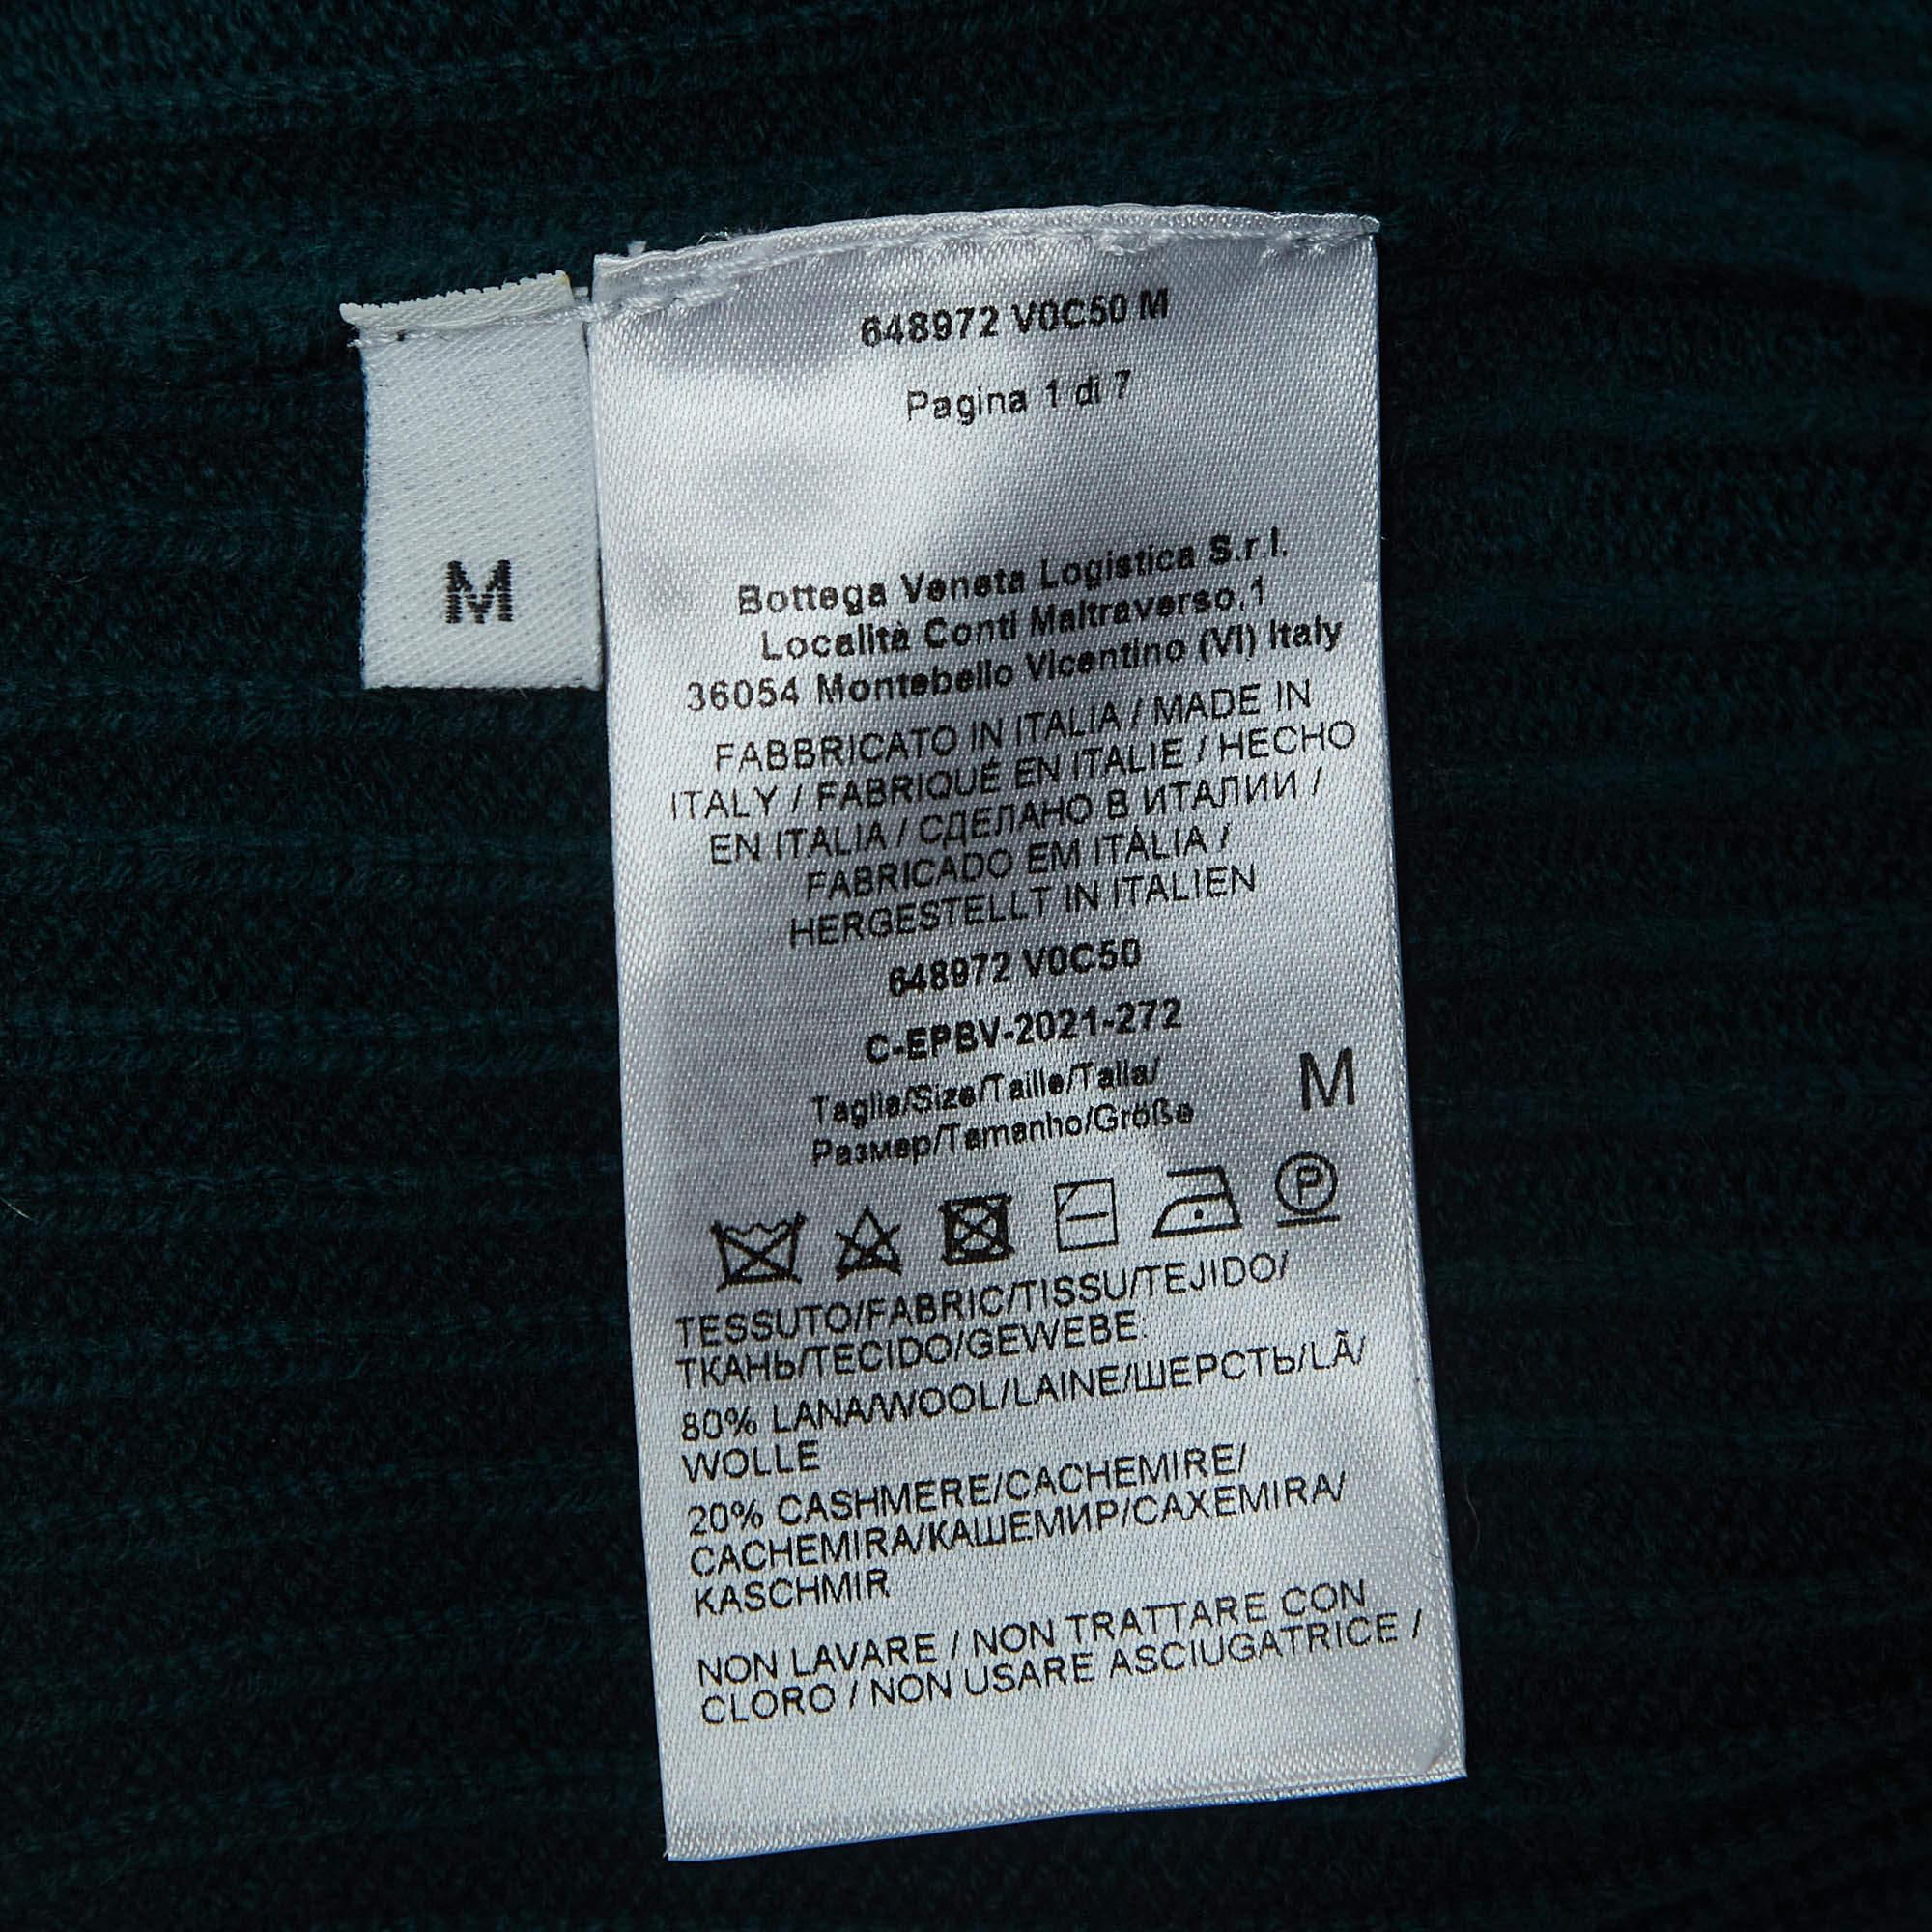 M
648972 V0C50 M
Pagina 1 di 7
Bottega Veneta Logistica S.r.l.
Località Conti Maltraverso,1
36054 Montebello Vicentino (VI) Italy
FABBRICATO IN ITALIA / MADE IN
ITALY / FABRIQUÉ EN ITALIE / HECHO
EN ITALIA / СДЕЛАНО В ИТАЛИИ /
FABRICADO EM ITÁLIA /
HERGESTELLT IN ITALIEN
648972 V0C50
C-EPBV-2021-272
Taglia/Size/Taille/Talla/
Размер/Tamanho/Größe
M
P
TESSUTO/FABRIC/TISSU/TEJIDO/
ТКАНЬ/TECIDO/GEWEBE:
80% LANA/WOOL/LAINE/ШЕРСТЬ/LÃ/
WOLLE
20% CASHMERE/CACHEMIRE/
CACHEMIRA/КАШЕМИР/CAXEMIRA/
KASCHMIR
NON LAVARE / NON TRATTARE CON
CLORO / NON USARE ASCIUGATRICE /